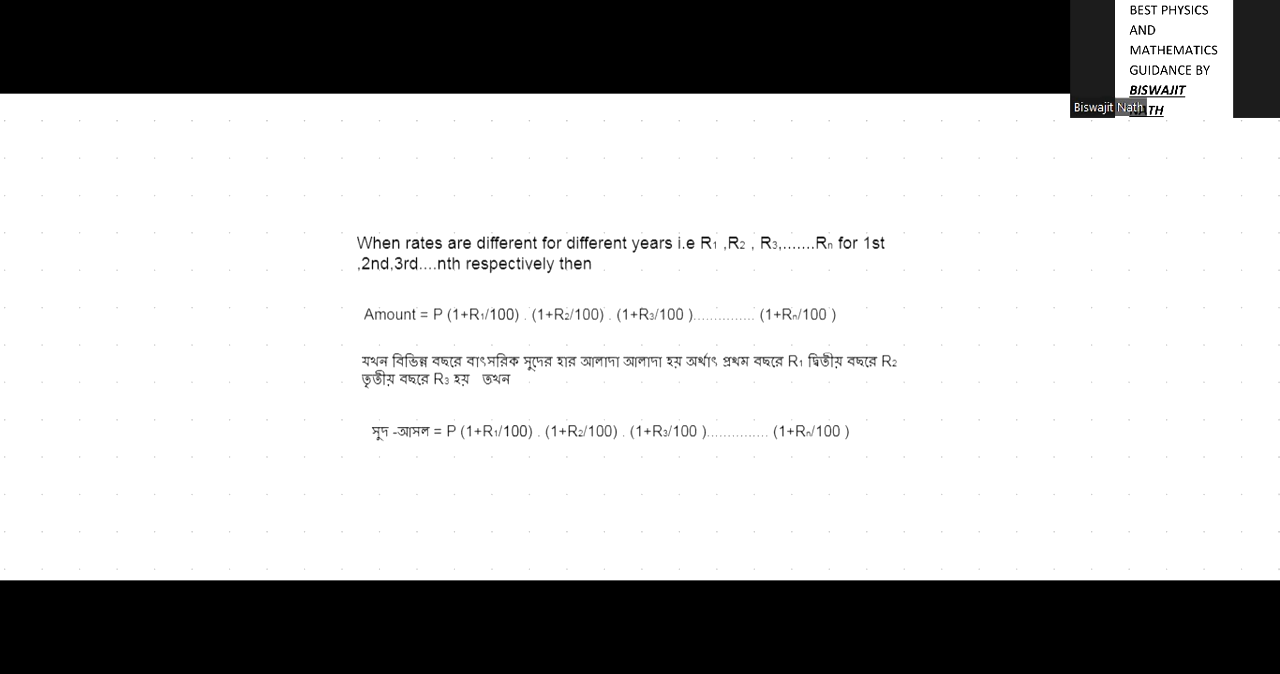 BEST PHYSICS
AND
MATHEMATICS
GUIDANCE BY
BISWAJIT
NATH
Biswajit Nath
When rates are different for different years i.e R₁ ,R₂ , R₃,.......Rₙ for 1st
,2nd,3rd....nth respectively then
Amount = P (1+R₁/100) . (1+R₂/100) . (1+R₃/100 ).............. (1+Rₙ/100 )
যখন বিভিন্ন বছরে বাৎসরিক সুদের হার আলাদা আলাদা হয় অর্থাৎ প্রথম বছরে R₁ দ্বিতীয় বছরে R₂
তৃতীয় বছরে R₃ হয় তখন
সুদ -আসল = P (1+R₁/100) . (1+R₂/100) . (1+R₃/100 ).............. (1+Rₙ/100 )